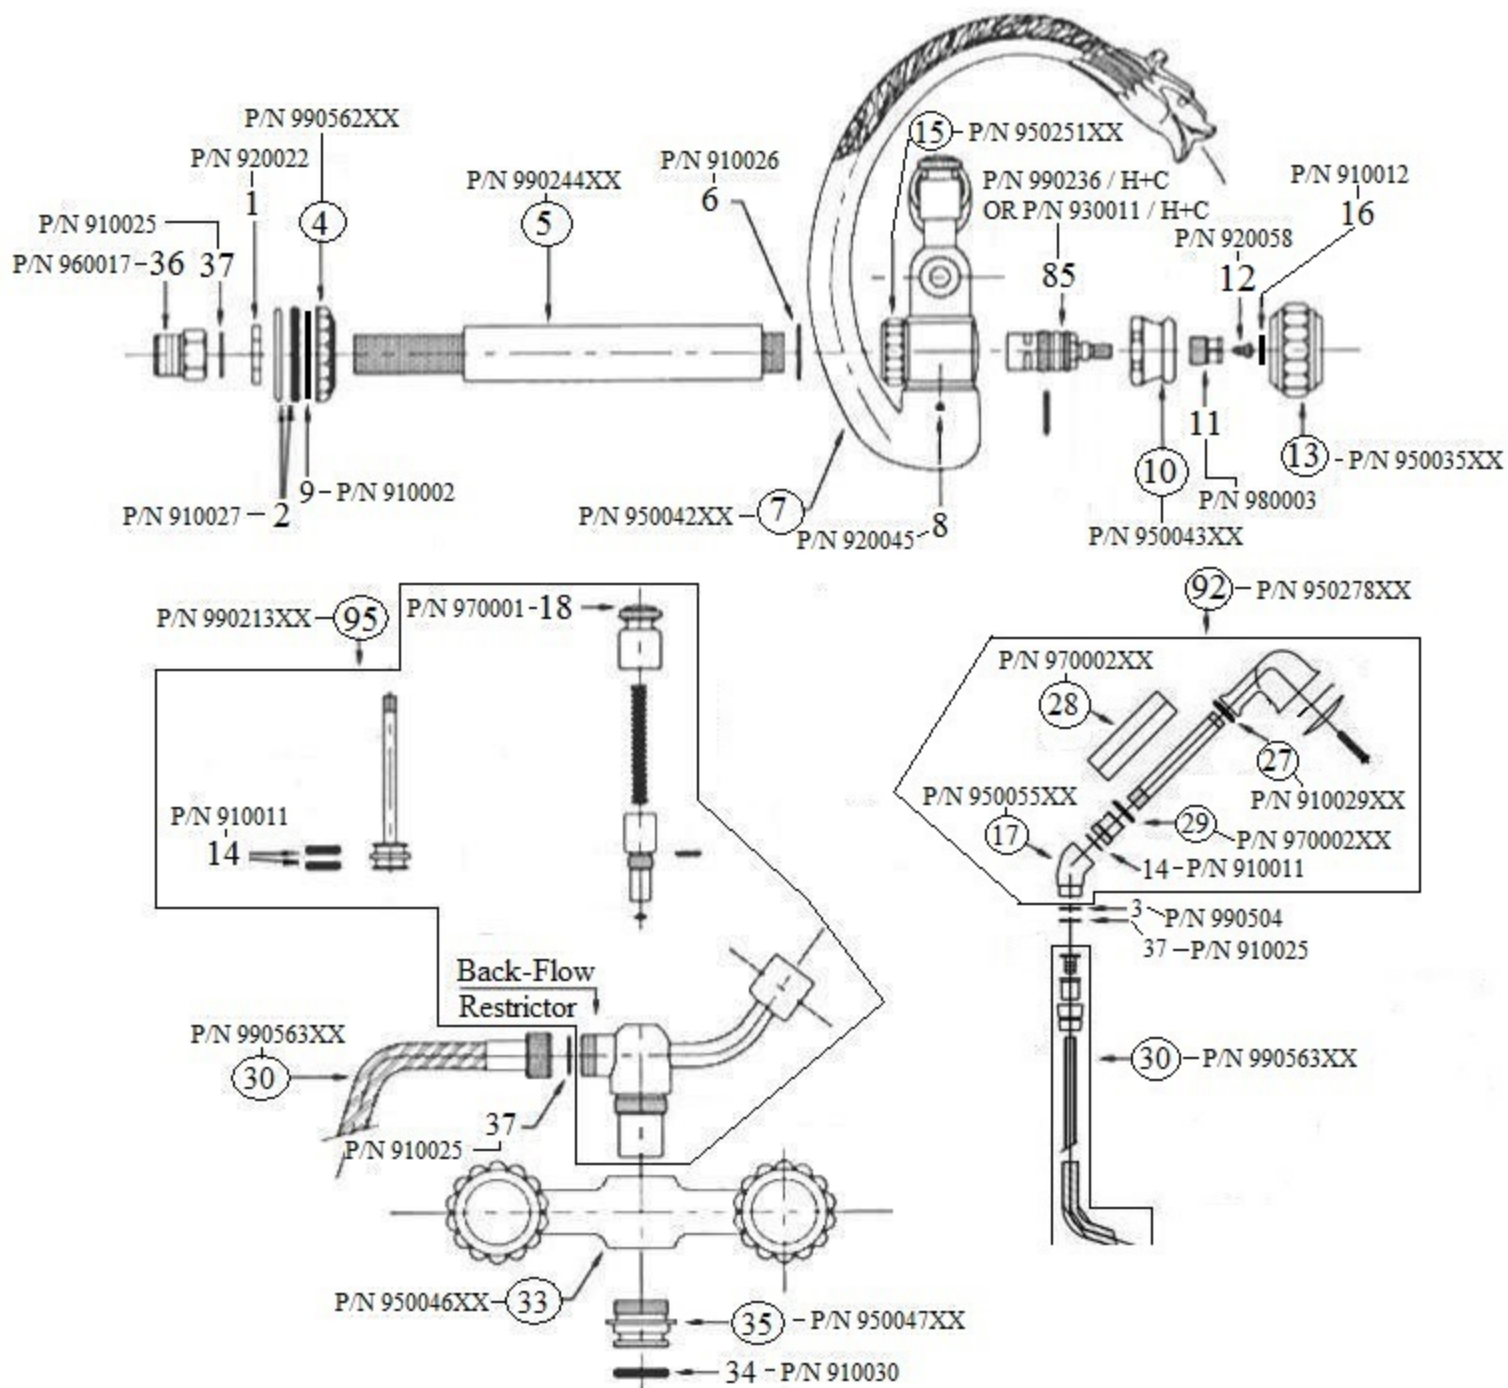 P/N 990562XX
P/N 920022
1
4
P/N 910025
P/N 960017 - 36
37
P/N 990244XX
5
P/N 910026
6
15 - P/N 950251XX
P/N 990236 / H+C
OR P/N 930011 / H+C
85
P/N 910012
16
P/N 920058
12
9 - P/N 910002
P/N 910027 - 2
P/N 950042XX - 7
P/N 920045 - 8
10
P/N 950043XX
11
P/N 980003
13 - P/N 950035XX
P/N 990213XX - 95
P/N 970001 - 18
P/N 910011
14
92 - P/N 950278XX
P/N 970002XX
28
27
P/N 910029XX
P/N 950055XX
17
29
P/N 970002XX
14 - P/N 910011
3
P/N 990504
37 - P/N 910025
Back-Flow
Restrictor
P/N 990563XX
30
37
P/N 910025
30 - P/N 990563XX
P/N 950046XX - 33
35 - P/N 950047XX
34 - P/N 910030